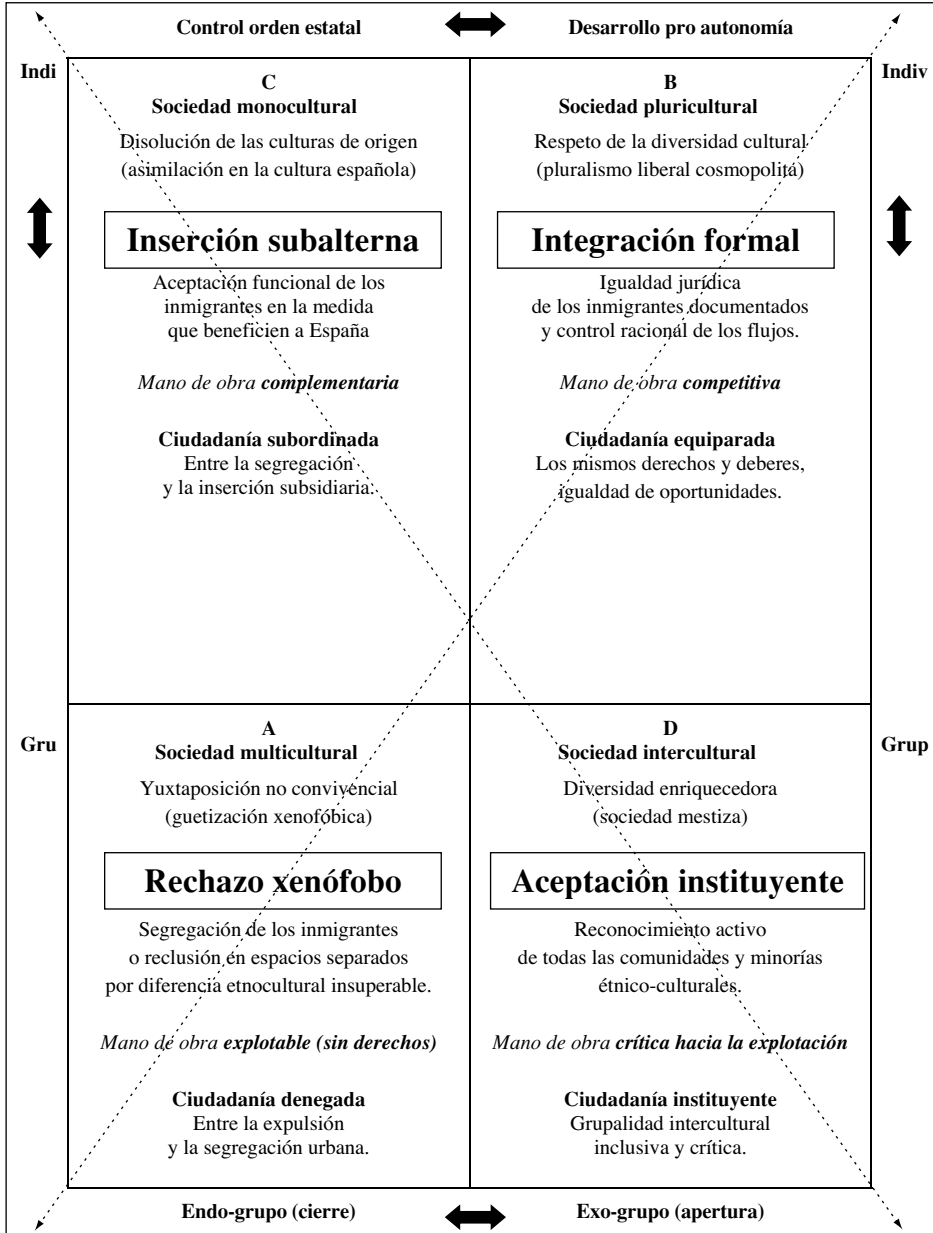 Control orden estatal
Desarrollo pro autonomía
Indi
Indiv
C
Sociedad monocultural
Disolución de las culturas de origen
(asimilación en la cultura española)
Inserción subalterna
Aceptación funcional de los
inmigrantes en la medida
que beneficien a España
Mano de obra complementaria
Ciudadanía subordinada
Entre la segregación
y la inserción subsidiaria.
B
Sociedad pluricultural
Respeto de la diversidad cultural
(pluralismo liberal cosmopolita)
Integración formal
Igualdad jurídica
de los inmigrantes documentados
y control racional de los flujos.
Mano de obra competitiva
Ciudadanía equiparada
Los mismos derechos y deberes,
igualdad de oportunidades.
Gru
Grup
A
Sociedad multicultural
Yuxtaposición no convivencial
(guetización xenofóbica)
Rechazo xenófobo
Segregación de los inmigrantes
o reclusión en espacios separados
por diferencia etnocultural insuperable.
Mano de obra explotable (sin derechos)
Ciudadanía denegada
Entre la expulsión
y la segregación urbana.
D
Sociedad intercultural
Diversidad enriquecedora
(sociedad mestiza)
Aceptación instituyente
Reconocimiento activo
de todas las comunidades y minorías
étnico-culturales.
Mano de obra crítica hacia la explotación
Ciudadanía instituyente
Grupalidad intercultural
inclusiva y crítica.
Endo-grupo (cierre)
Exo-grupo (apertura)